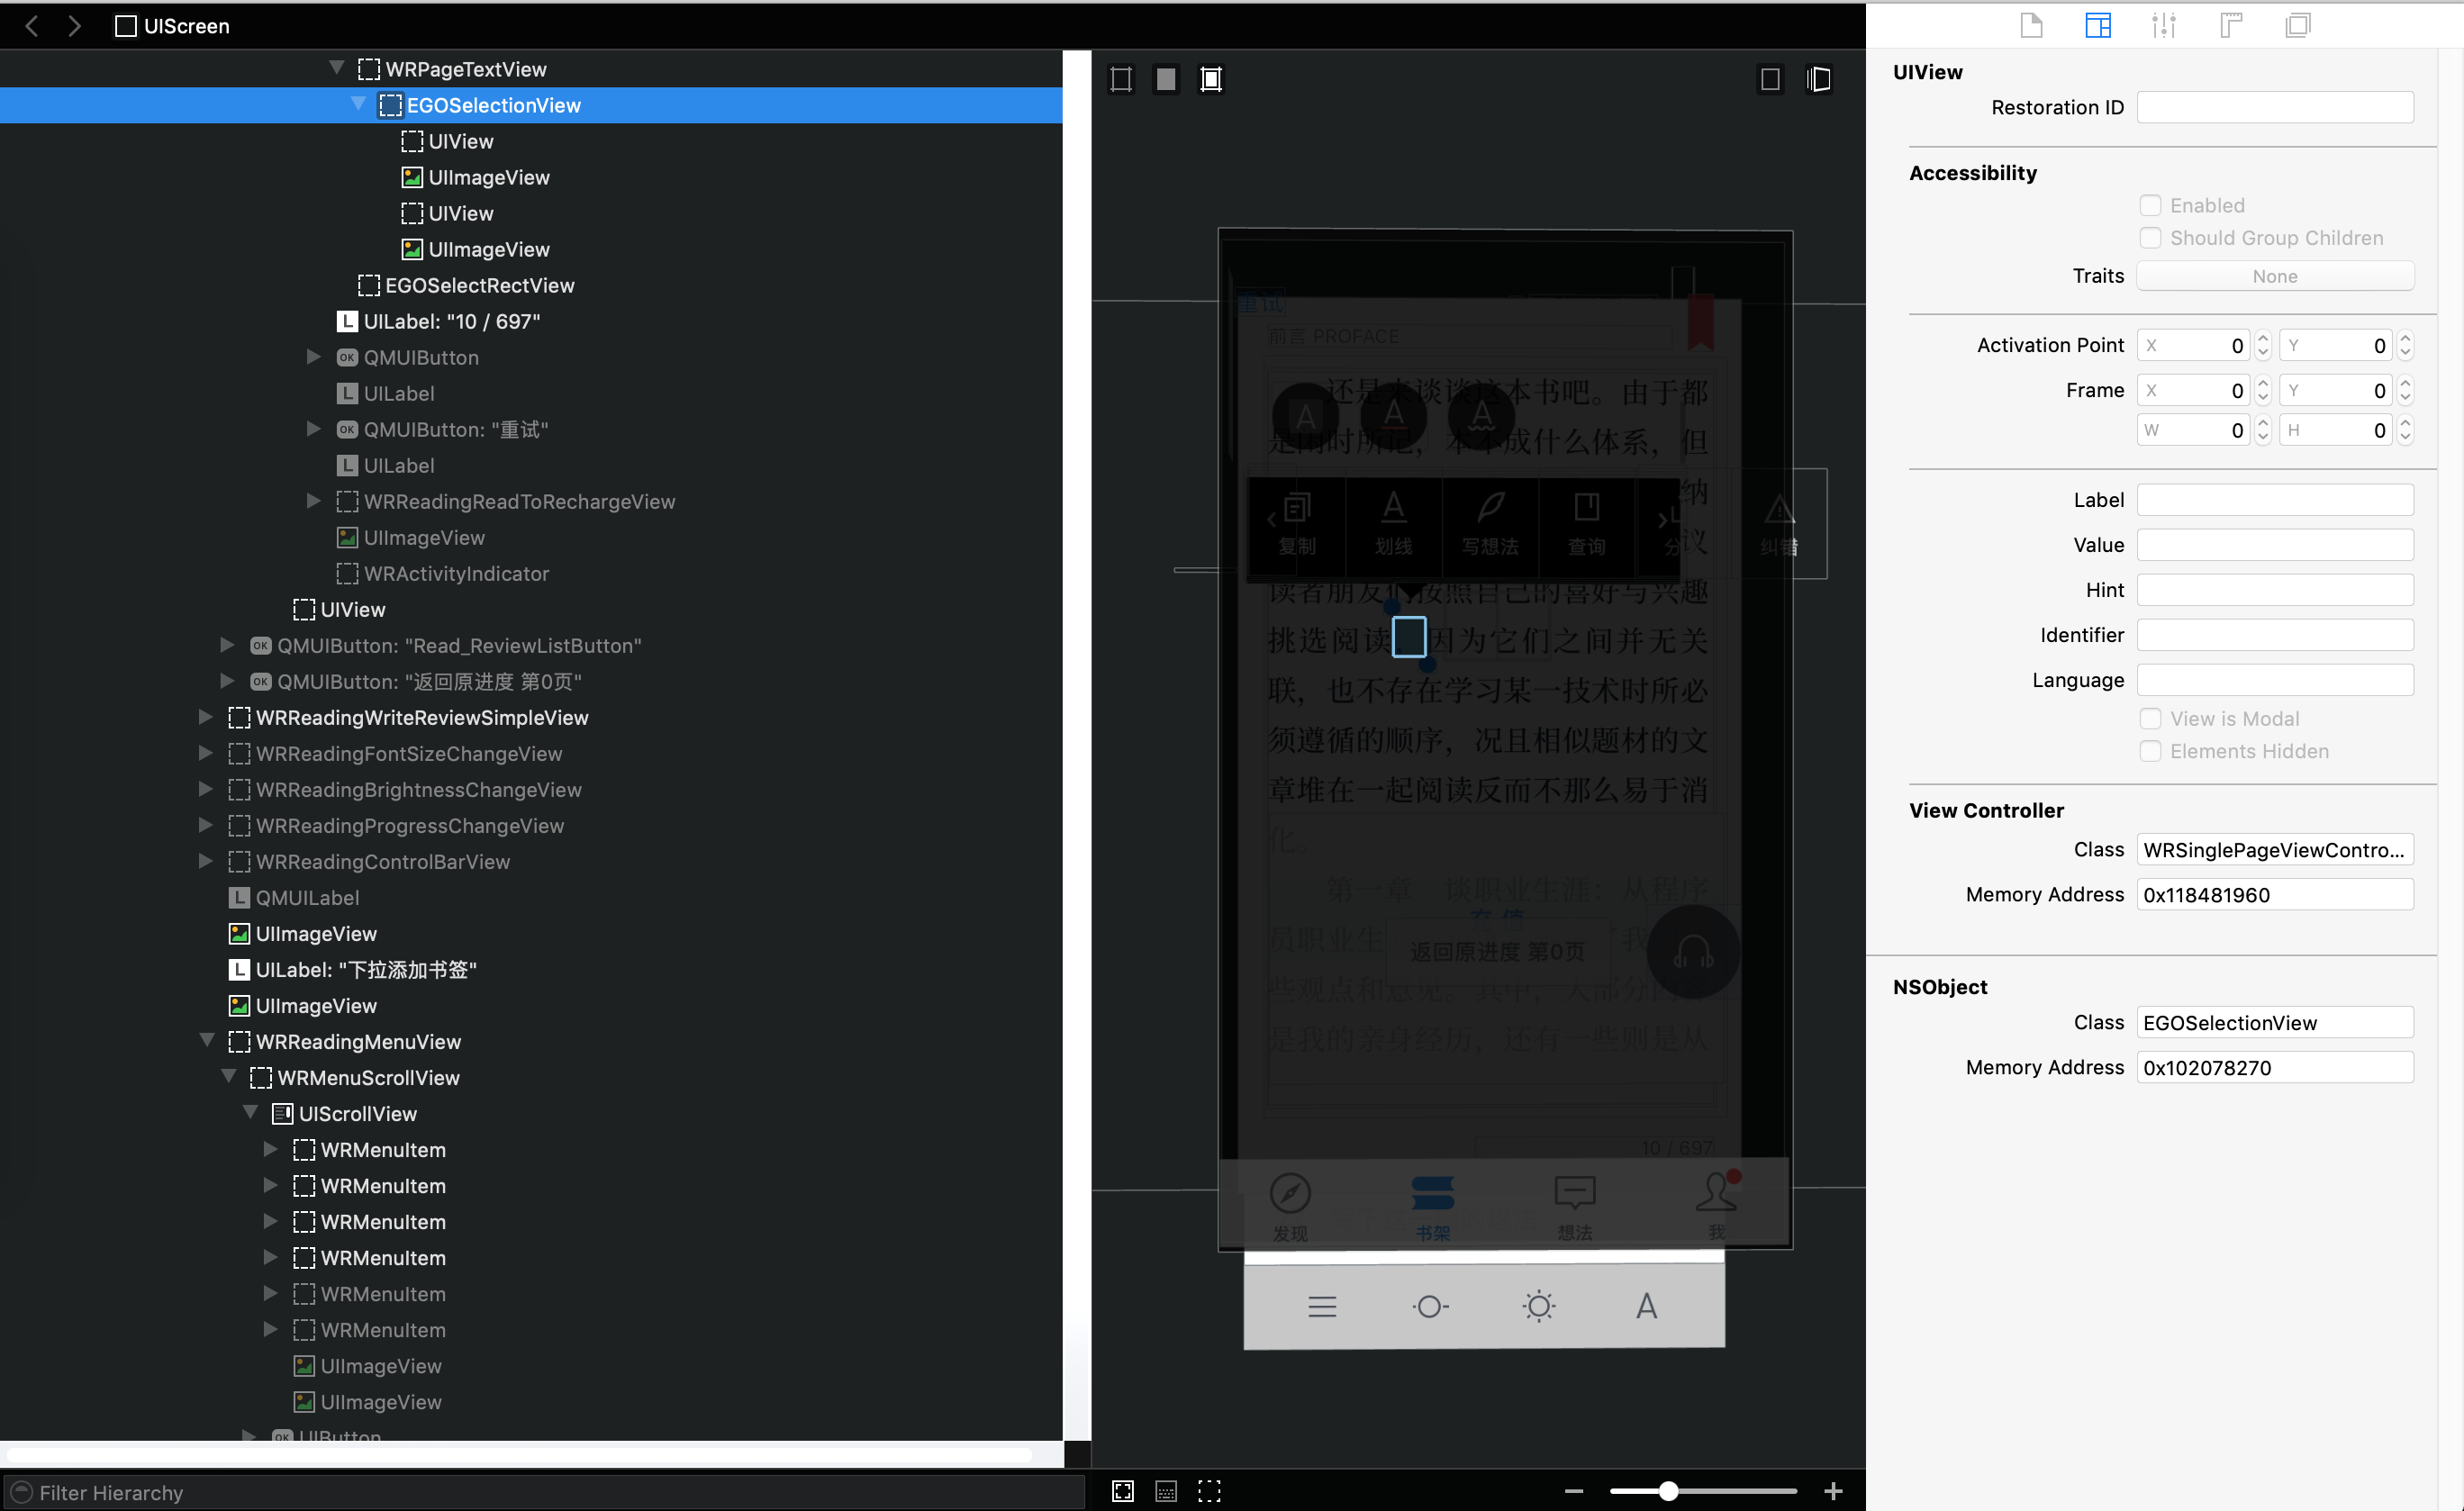 UIScreen
WRPageTextView
EGOSelectionView
UIView
UIImageView
UIView
UIImageView
EGOSelectRectView
UILabel: "10 / 697"
QMUIButton
UILabel
QMUIButton: "重试"
UILabel
WRReadingReadToRechargeView
UIImageView
WRActivityIndicator
UIView
QMUIButton: "Read_ReviewListButton"
QMUIButton: "返回原进度 第0页"
WRReadingWriteReviewSimpleView
WRReadingFontSizeChangeView
WRReadingBrightnessChangeView
WRReadingProgressChangeView
WRReadingControlBarView
QMUILabel
UIImageView
UILabel: "下拉添加书签"
UIImageView
WRReadingMenuView
WRMenuScrollView
UIScrollView
WRMenuItem
WRMenuItem
WRMenuItem
WRMenuItem
WRMenuItem
WRMenuItem
UIImageView
UIImageView
UIButton
Filter Hierarchy
重试
前言 PROFACE
还是来谈谈这本书吧。由于都
是闲时所记，本不成什么体系，但
纳
议
复制
划线
写想法
查询
分
纠错
读者朋友们按照自己的喜好与兴趣
挑选阅读 因为它们之间并无关
联，也不存在学习某一技术时所必
须遵循的顺序，况且相似题材的文
章堆在一起阅读反而不那么易于消
化。
第一章 谈职业生涯：从程序
充 值
员职业生 了我
返回原进度 第0页
些观点和意见。其中，大部分内容
是我的亲身经历，还有一些则是从
10 / 697
发现
书架
想法
我
A
UIView
Restoration ID
Accessibility
Enabled
Should Group Children
Traits None
Activation Point X 0 Y 0
Frame X 0 Y 0
W 0 H 0
Label
Value
Hint
Identifier
Language
View is Modal
Elements Hidden
View Controller
Class WRSinglePageViewContro...
Memory Address 0x118481960
NSObject
Class EGOSelectionView
Memory Address 0x102078270